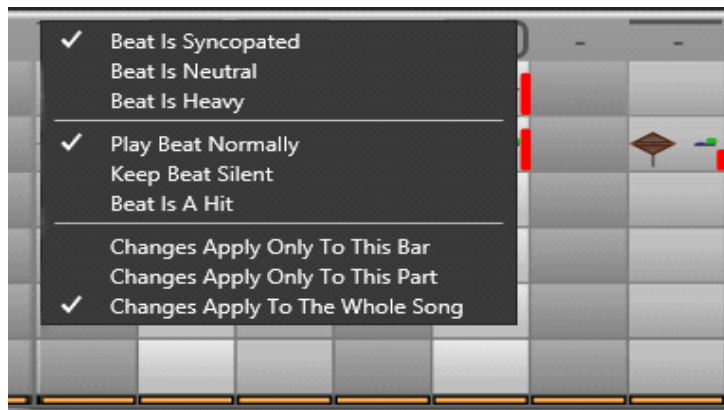 Beat Is Syncopated
Beat Is Neutral
Beat Is Heavy
Play Beat Normally
Keep Beat Silent
Beat Is A Hit
Changes Apply Only To This Bar
Changes Apply Only To This Part
Changes Apply To The Whole Song